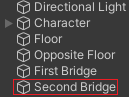 Directional Light
Character
Floor
Opposite Floor
First Bridge
Second Bridge